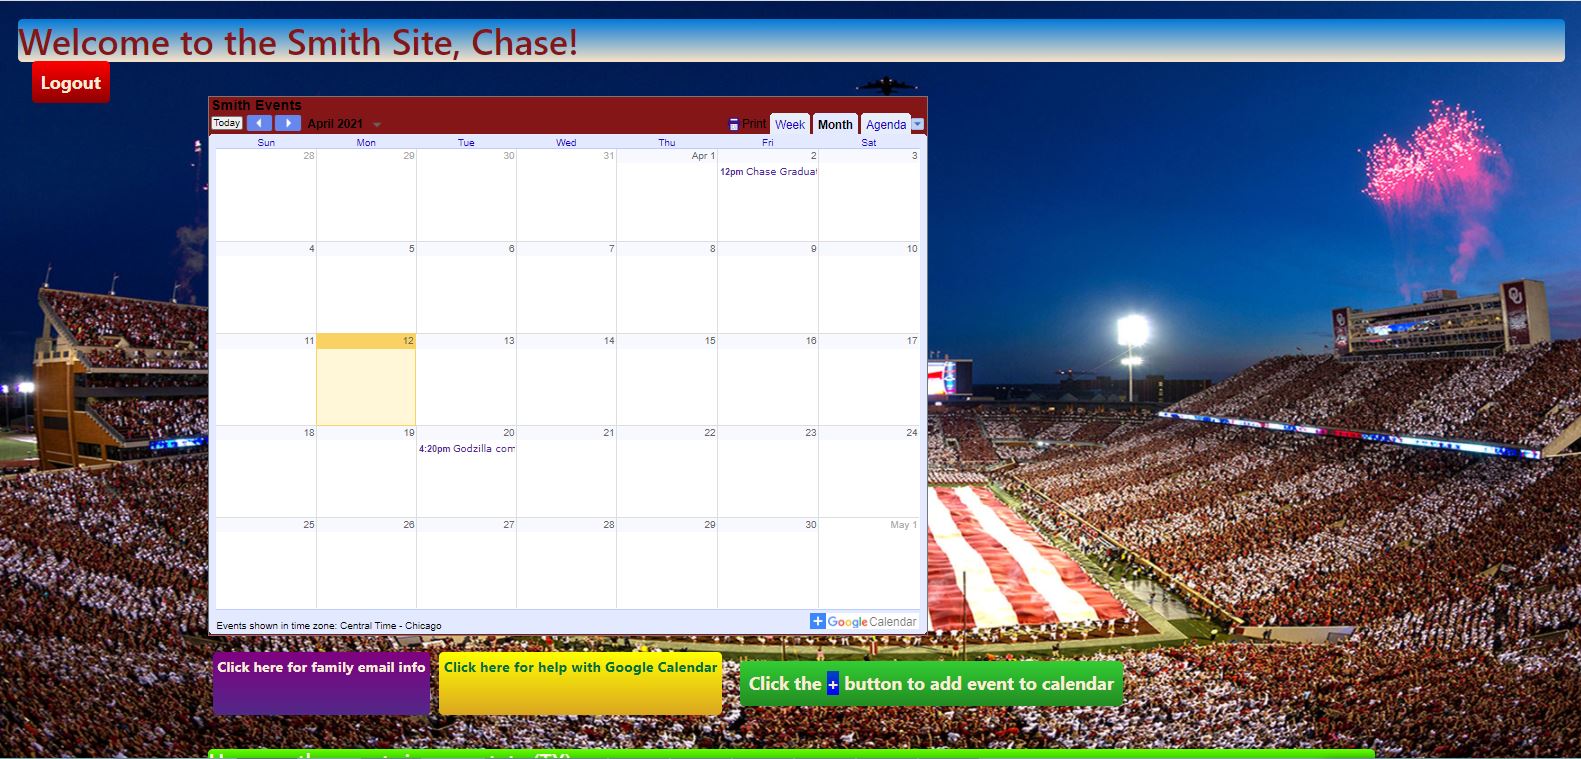 Welcome to the Smith Site, Chase!
Logout
Smith Events
Today April 2021 Print Week Month Agenda
Sun Mon Tue Wed Thu Fri Sat
28 29 30 31 Apr 1 2 3
12pm Chase Graduat
4 5 6 7 8 9 10
11 12 13 14 15 16 17
18 19 20 21 22 23 24
4:20pm Godzilla com
25 26 27 28 29 30 May 1
Events shown in time zone: Central Time - Chicago
+ Google Calendar
Click here for family email info
Click here for help with Google Calendar
Click the + button to add event to calendar